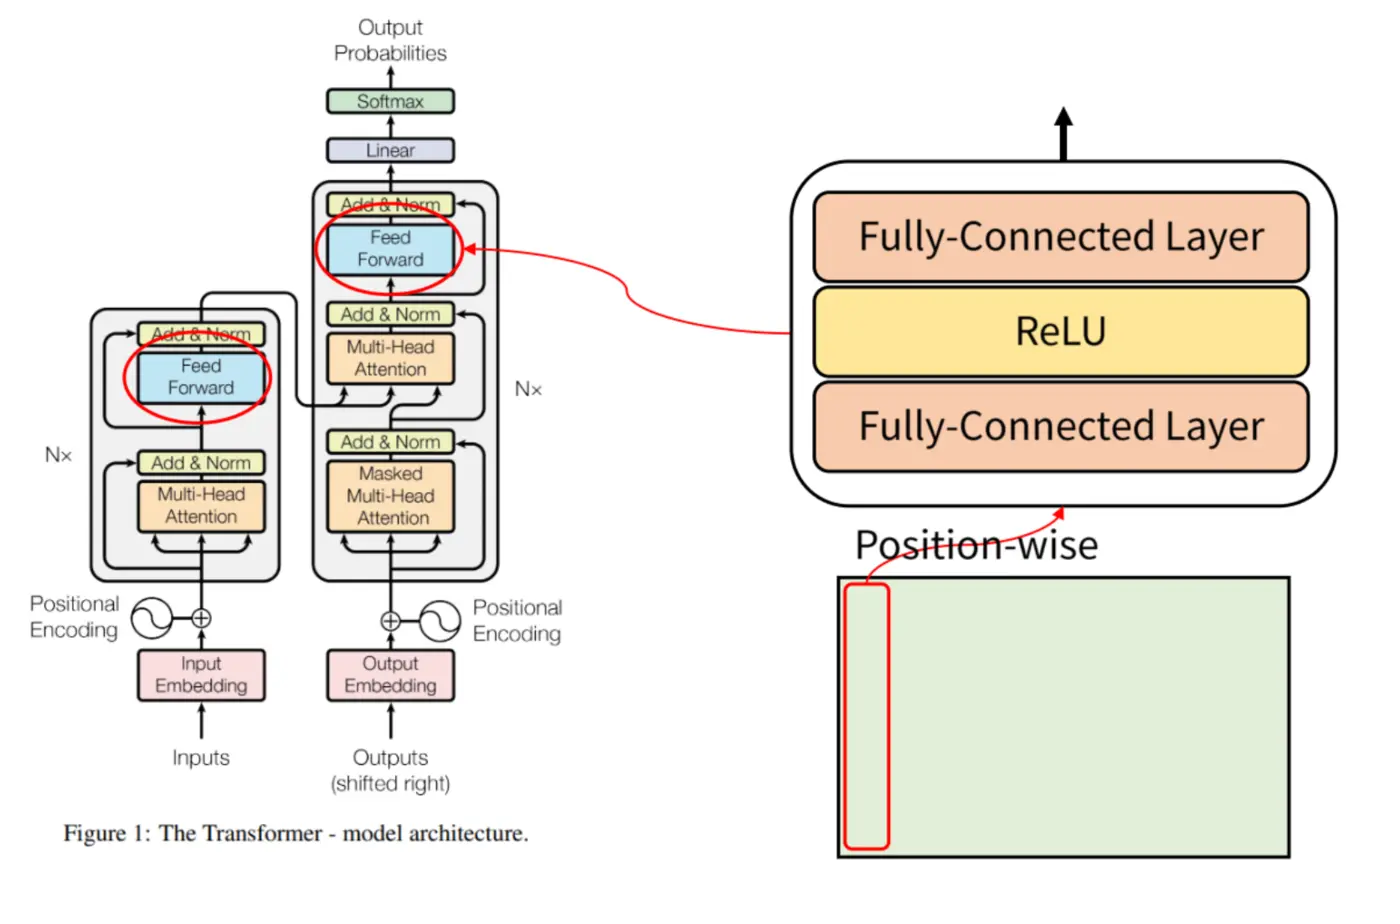 Output
Probabilities
Softmax
Linear
Add & Norm
Feed
Forward
Add & Norm
Multi-Head
Attention
Add & Norm
Masked
Multi-Head
Attention
Nx
Add & Norm
Feed
Forward
Add & Norm
Multi-Head
Attention
Nx
Positional
Encoding
Positional
Encoding
Input
Embedding
Output
Embedding
Inputs
Outputs
(shifted right)
Figure 1: The Transformer - model architecture.
Fully-Connected Layer
ReLU
Fully-Connected Layer
Position-wise